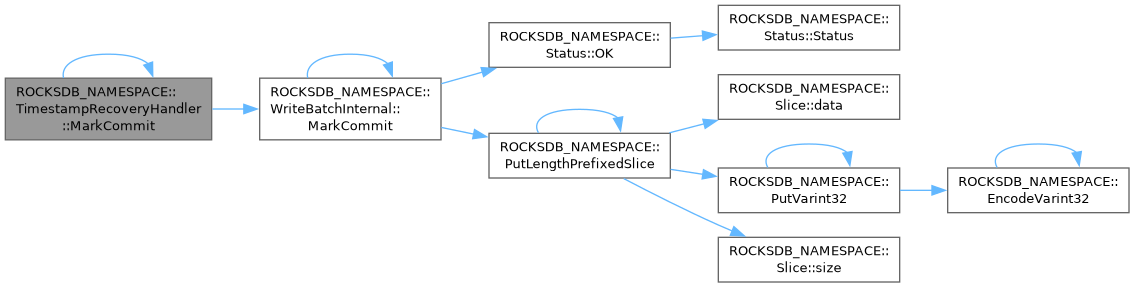 ROCKSDB_NAMESPACE::
TimestampRecoveryHandler
::MarkCommit
ROCKSDB_NAMESPACE::
WriteBatchInternal::
MarkCommit
ROCKSDB_NAMESPACE::
Status::OK
ROCKSDB_NAMESPACE::
Status::Status
ROCKSDB_NAMESPACE::
PutLengthPrefixedSlice
ROCKSDB_NAMESPACE::
Slice::data
ROCKSDB_NAMESPACE::
PutVarint32
ROCKSDB_NAMESPACE::
EncodeVarint32
ROCKSDB_NAMESPACE::
Slice::size